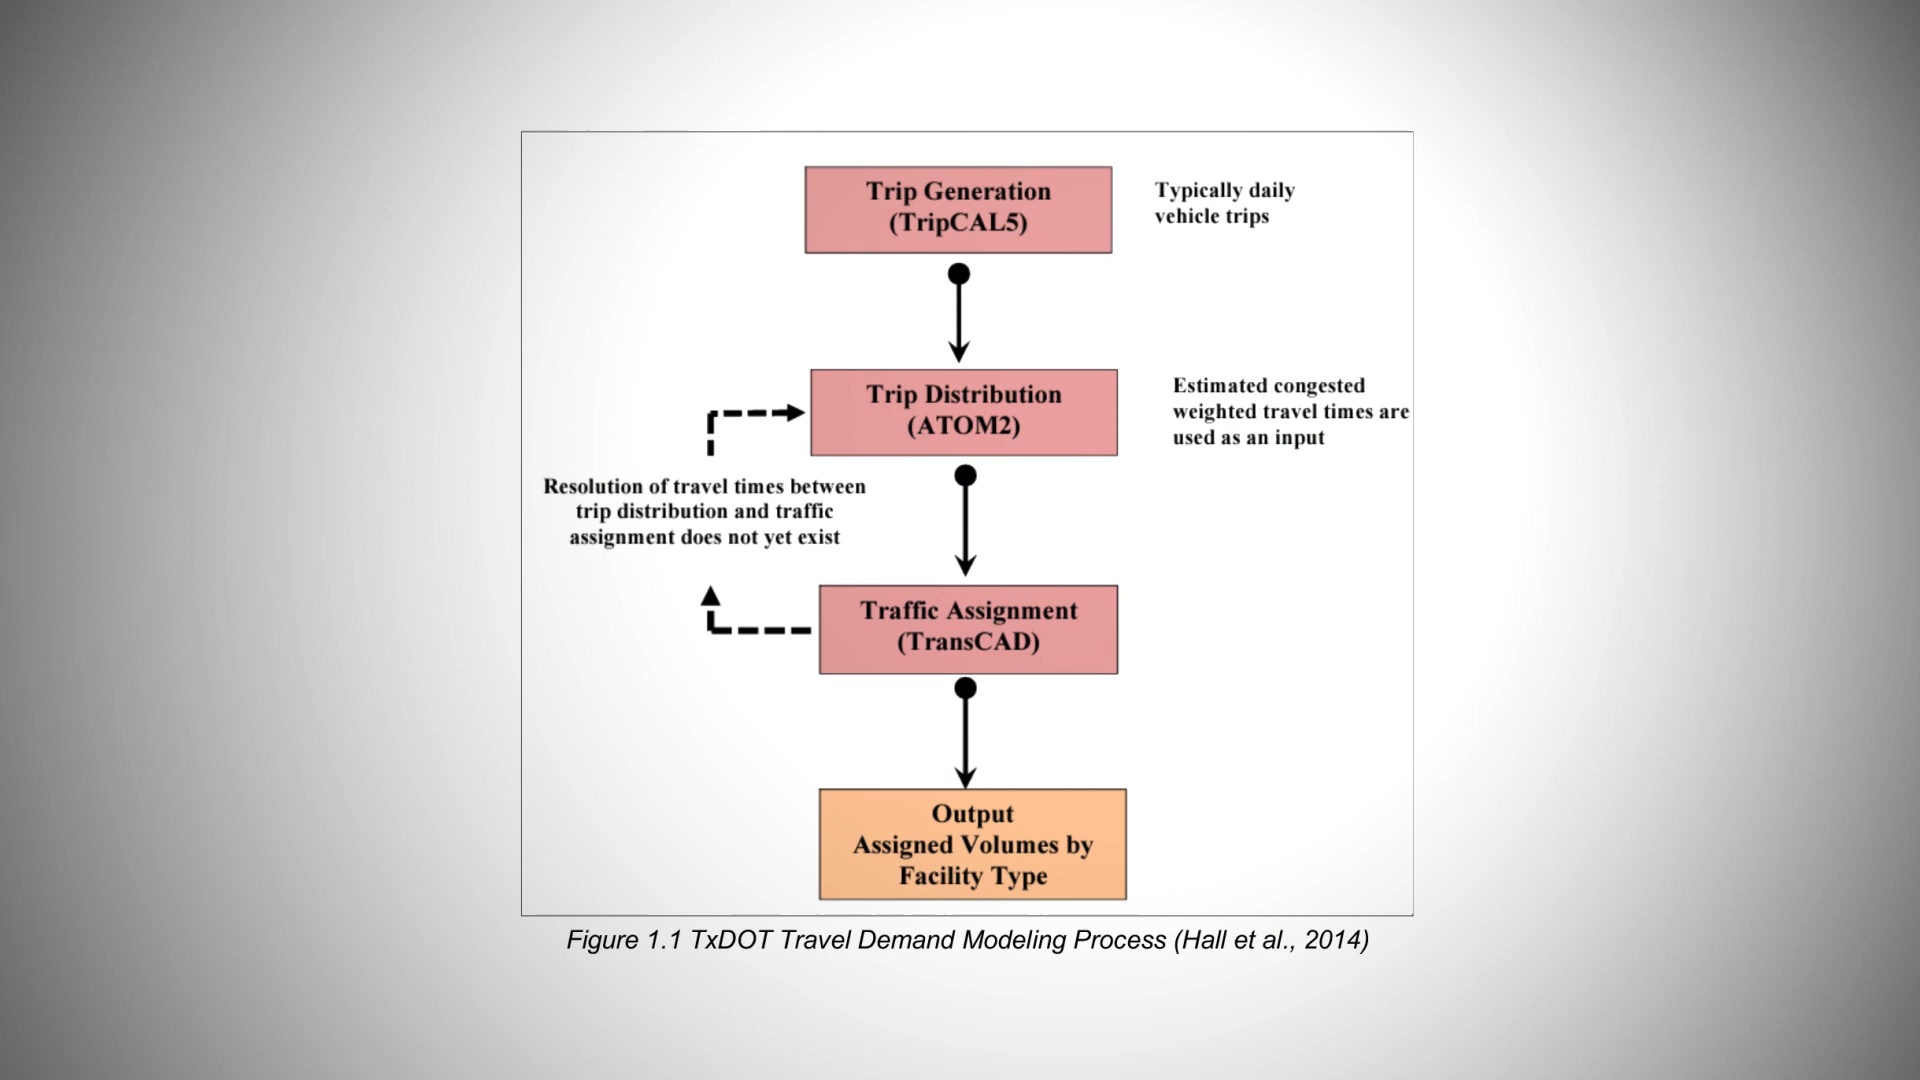 Trip Generation
(TripCAL5)
Typically daily
vehicle trips
Trip Distribution
(ATOM2)
Estimated congested
weighted travel times are
used as an input
Resolution of travel times between
trip distribution and traffic
assignment does not yet exist
Traffic Assignment
(TransCAD)
Output
Assigned Volumes by
Facility Type
Figure 1.1 TxDOT Travel Demand Modeling Process (Hall et al., 2014)